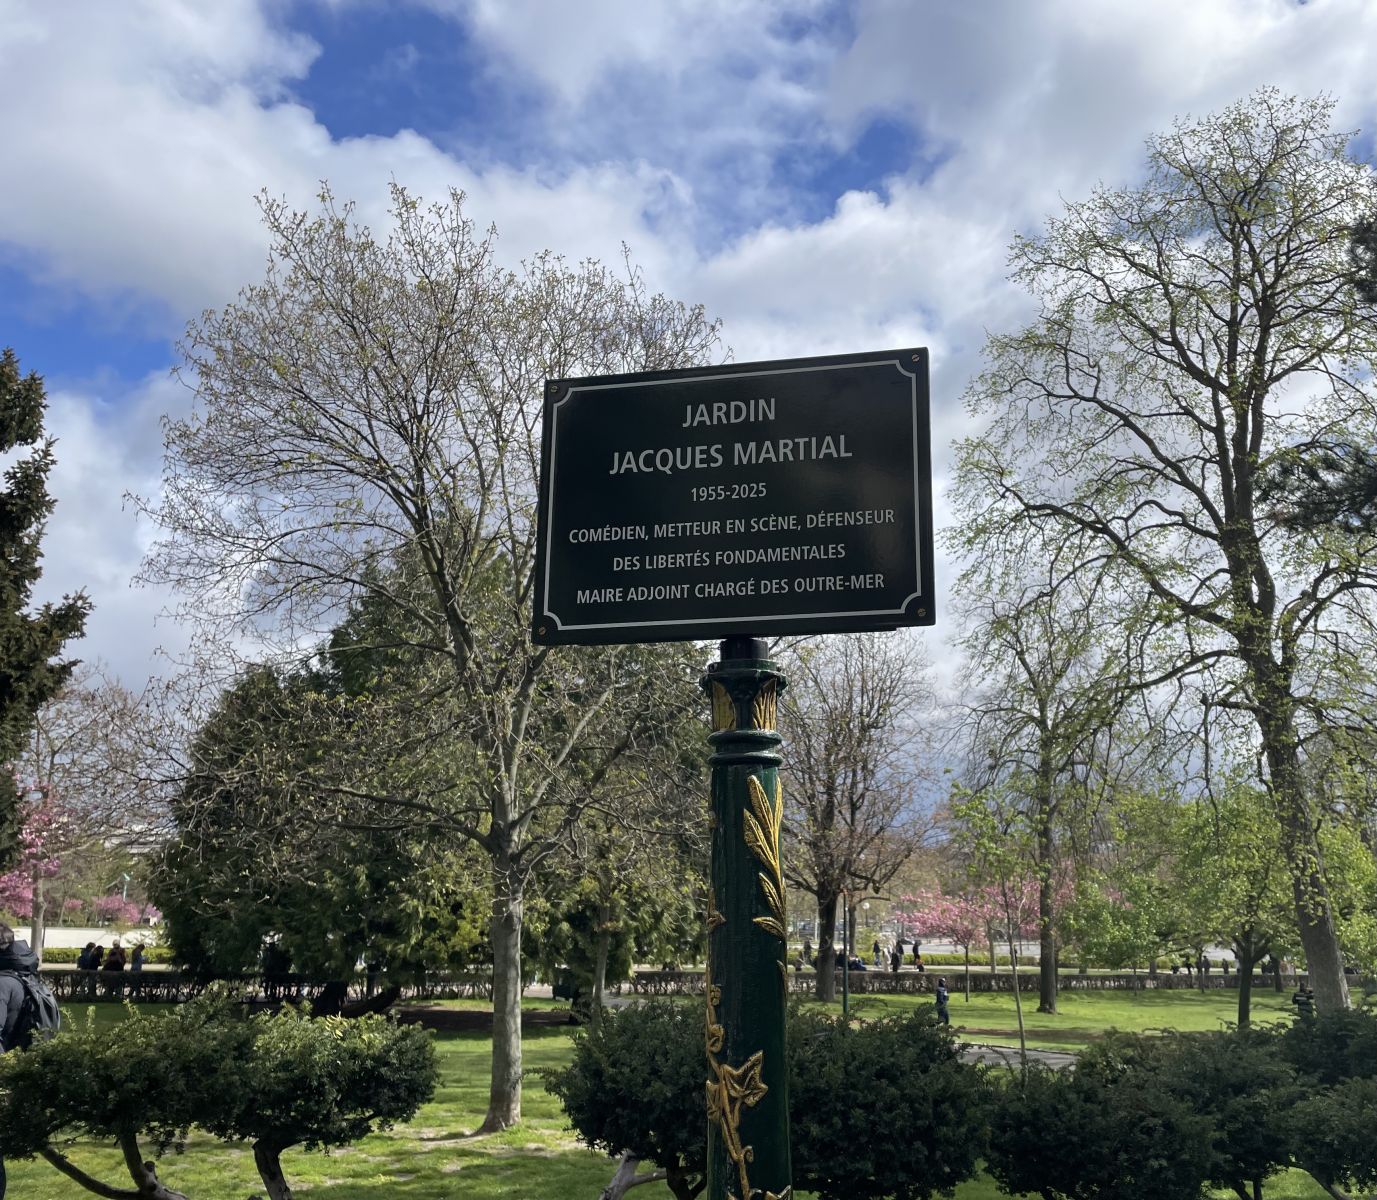 JARDIN
JACQUES MARTIAL
1955-2025
COMÉDIEN, METTEUR EN SCÈNE, DÉFENSEUR
DES LIBERTÉS FONDAMENTALES
MAIRE ADJOINT CHARGÉ DES OUTRE-MER